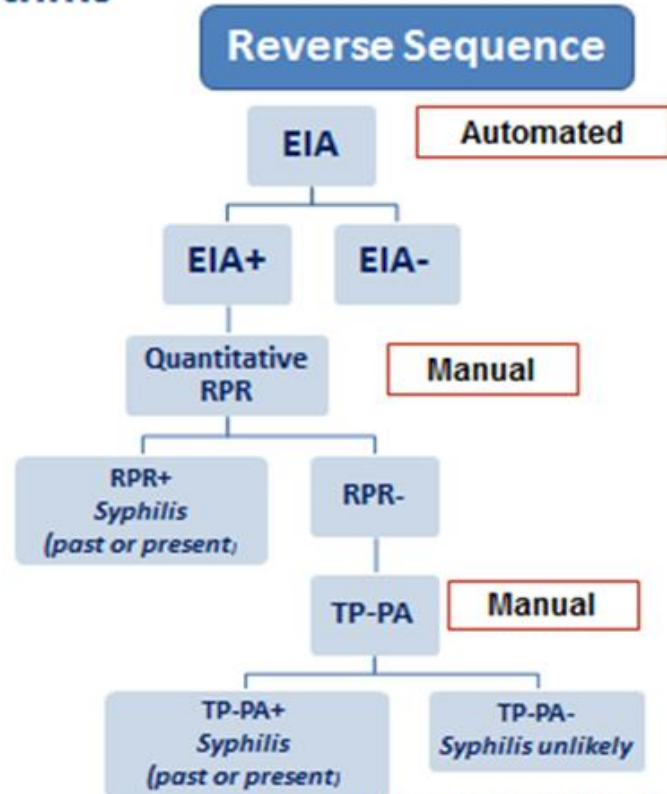 Reverse Sequence
EIA
Automated
EIA+
EIA-
Quantitative
RPR
Manual
RPR+
Syphilis
(past or present)
RPR-
TP-PA
Manual
TP-PA+
Syphilis
(past or present)
TP-PA-
Syphilis unlikely